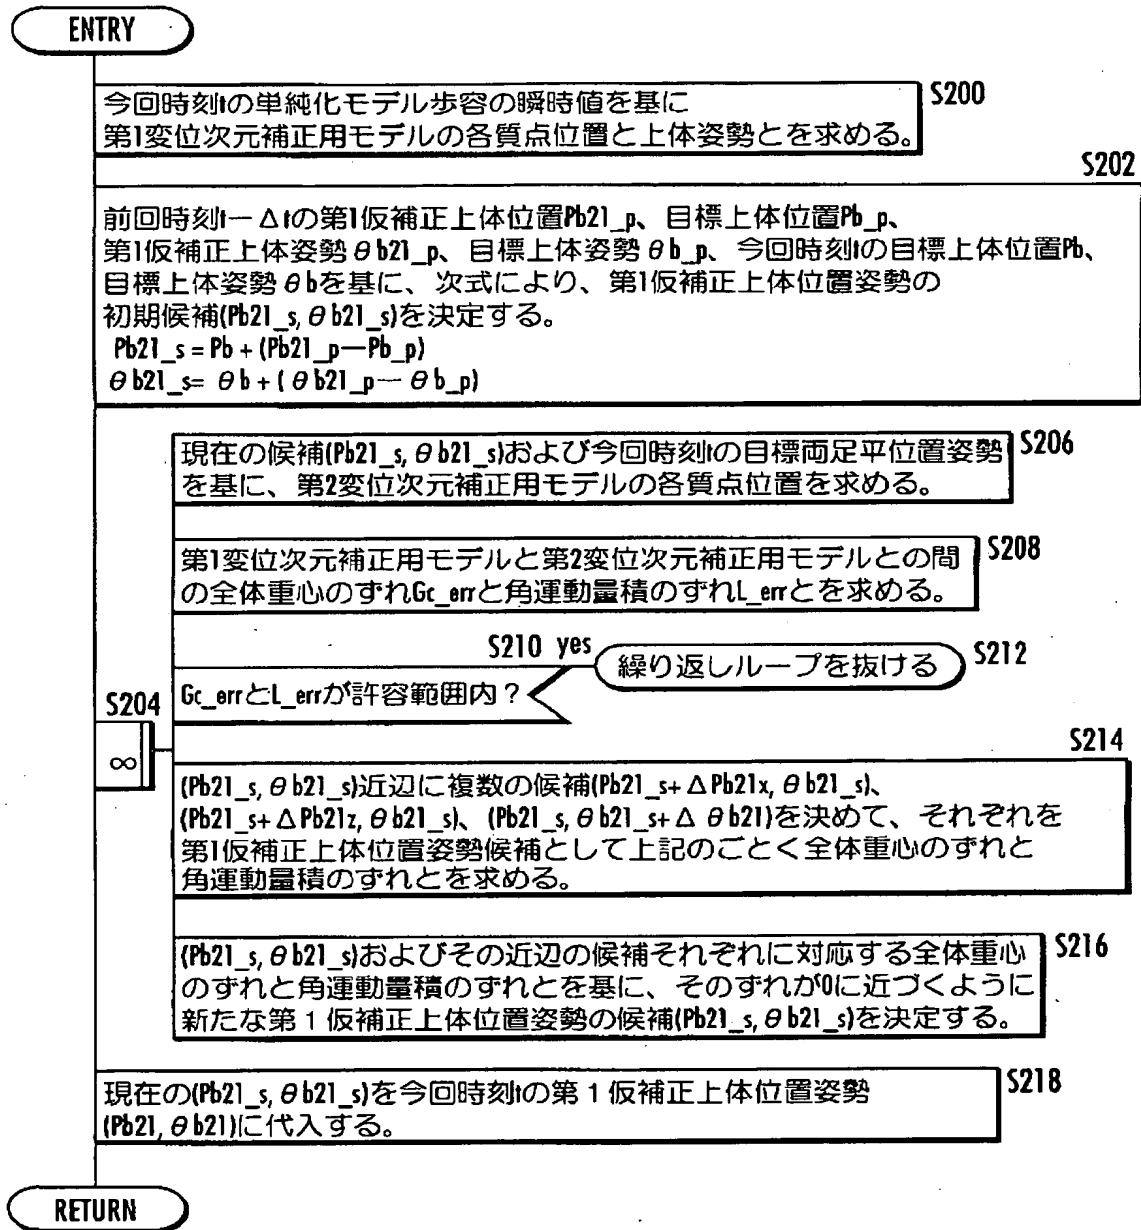 ENTRY
S200
今回時刻tの単純化モデル歩容の瞬時値を基に
第1変位次元補正用モデルの各質点位置と上体姿勢とを求める。
S202
前回時刻t-Δtの第1仮補正上体位置Pb21_p、目標上体位置Pb_p、
第1仮補正上体姿勢θb21_p、目標上体姿勢θb_p、今回時刻tの目標上体位置Pb、
目標上体姿勢θbを基に、次式により、第1仮補正上体位置姿勢の
初期候補(Pb21_s, θb21_s)を決定する。
Pb21_s = Pb + (Pb21_p-Pb_p)
θb21_s= θb + (θb21_p- θb_p)
S204
∞
S206
現在の候補(Pb21_s, θb21_s)および今回時刻tの目標両足平位置姿勢
を基に、第2変位次元補正用モデルの各質点位置を求める。
S208
第1変位次元補正用モデルと第2変位次元補正用モデルとの間
の全体重心のずれGc_errと角運動量積のずれL_errとを求める。
S210 yes
繰り返しループを抜ける S212
Gc_errとL_errが許容範囲内？
S214
(Pb21_s, θb21_s)近辺に複数の候補(Pb21_s+ΔPb21x, θb21_s)、
(Pb21_s+ΔPb21z, θb21_s)、(Pb21_s, θb21_s+Δθb21)を決めて、それぞれを
第1仮補正上体位置姿勢候補として上記のごとく全体重心のずれと
角運動量積のずれとを求める。
S216
(Pb21_s, θb21_s)およびその近辺の候補それぞれに対応する全体重心
のずれと角運動量積のずれとを基に、そのずれが0に近づくように
新たな第１仮補正上体位置姿勢の候補(Pb21_s, θb21_s)を決定する。
S218
現在の(Pb21_s, θb21_s)を今回時刻tの第１仮補正上体位置姿勢
(Pb21, θb21)に代入する。
RETURN